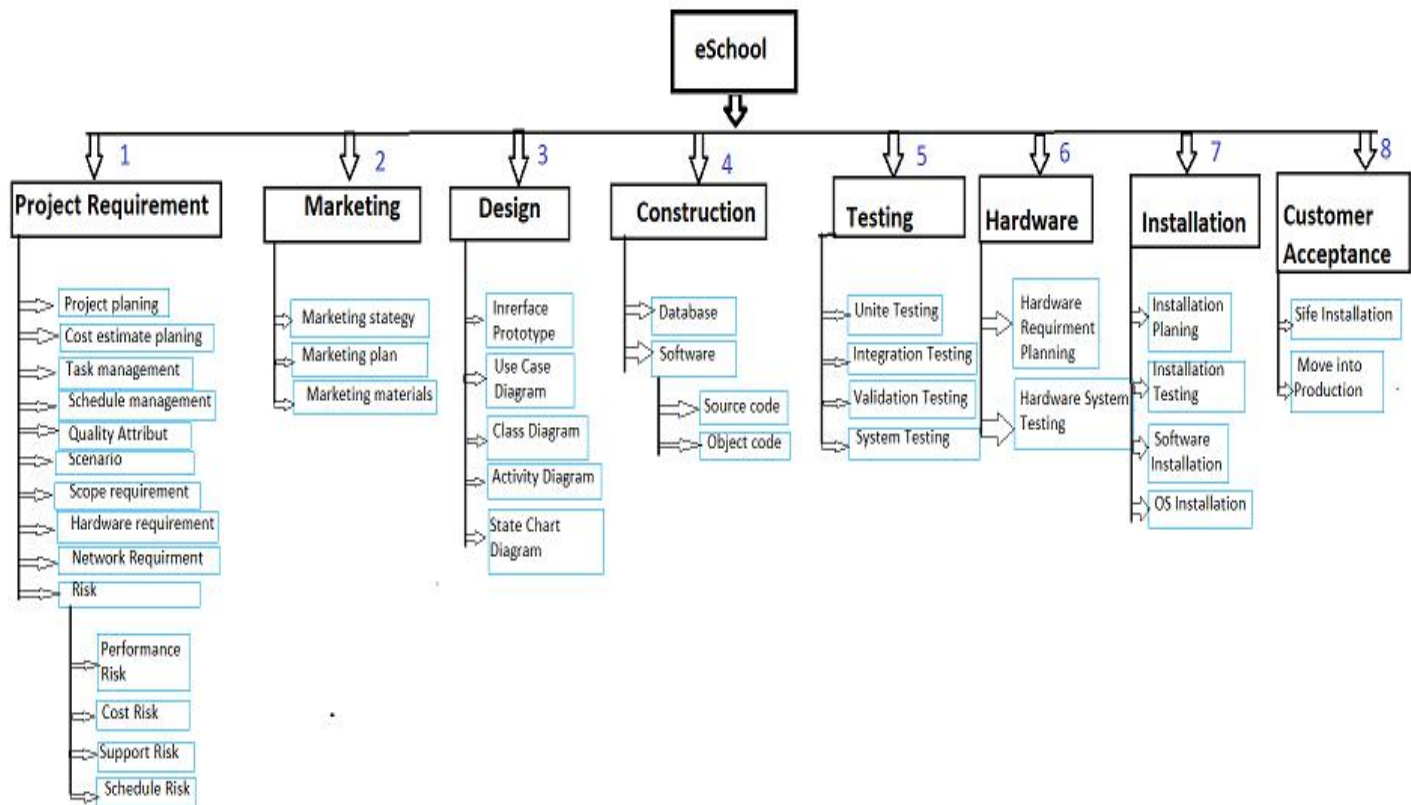 eSchool
1
2
3
4
5
6
7
8
Project Requirement
Project planing
Cost estimate planing
Task management
Schedule management
Quality Attribut
Scenario
Scope requirement
Hardware requirement
Network Requirment
Risk
Performance
Risk
Cost Risk
Support Risk
Schedule Risk
Marketing
Marketing stategy
Marketing plan
Marketing materials
Design
Inrerface
Prototype
Use Case
Diagram
Class Diagram
Activity Diagram
State Chart
Diagram
Construction
Database
Software
Source code
Object code
Testing
Unite Testing
Integration Testing
Validation Testing
System Testing
Hardware
Hardware
Requirment
Planning
Hardware System
Testing
Installation
Installation
Planing
Installation
Testing
Software
Installation
OS Installation
Customer
Acceptance
Sife Installation
Move into
Production